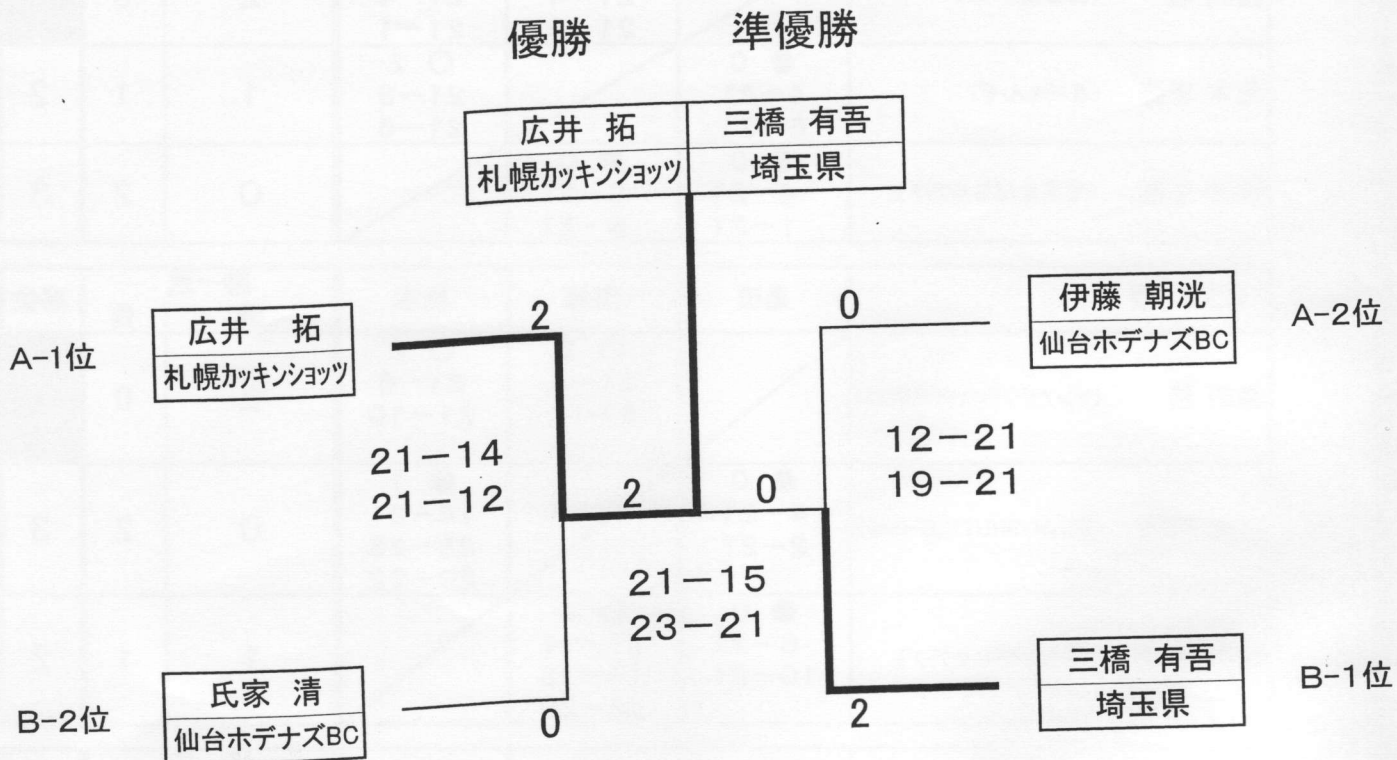 優勝 準優勝
広井 拓 三橋 有吾
札幌カッキンショッツ 埼玉県
A-1位
広井 拓
札幌カッキンショッツ
2
0
伊藤 朝洸
仙台ホデナズBC
A-2位
21-14
21-12
12-21
19-21
2 0
21-15
23-21
B-2位
氏家 清
仙台ホデナズBC
0
2
三橋 有吾
埼玉県
B-1位